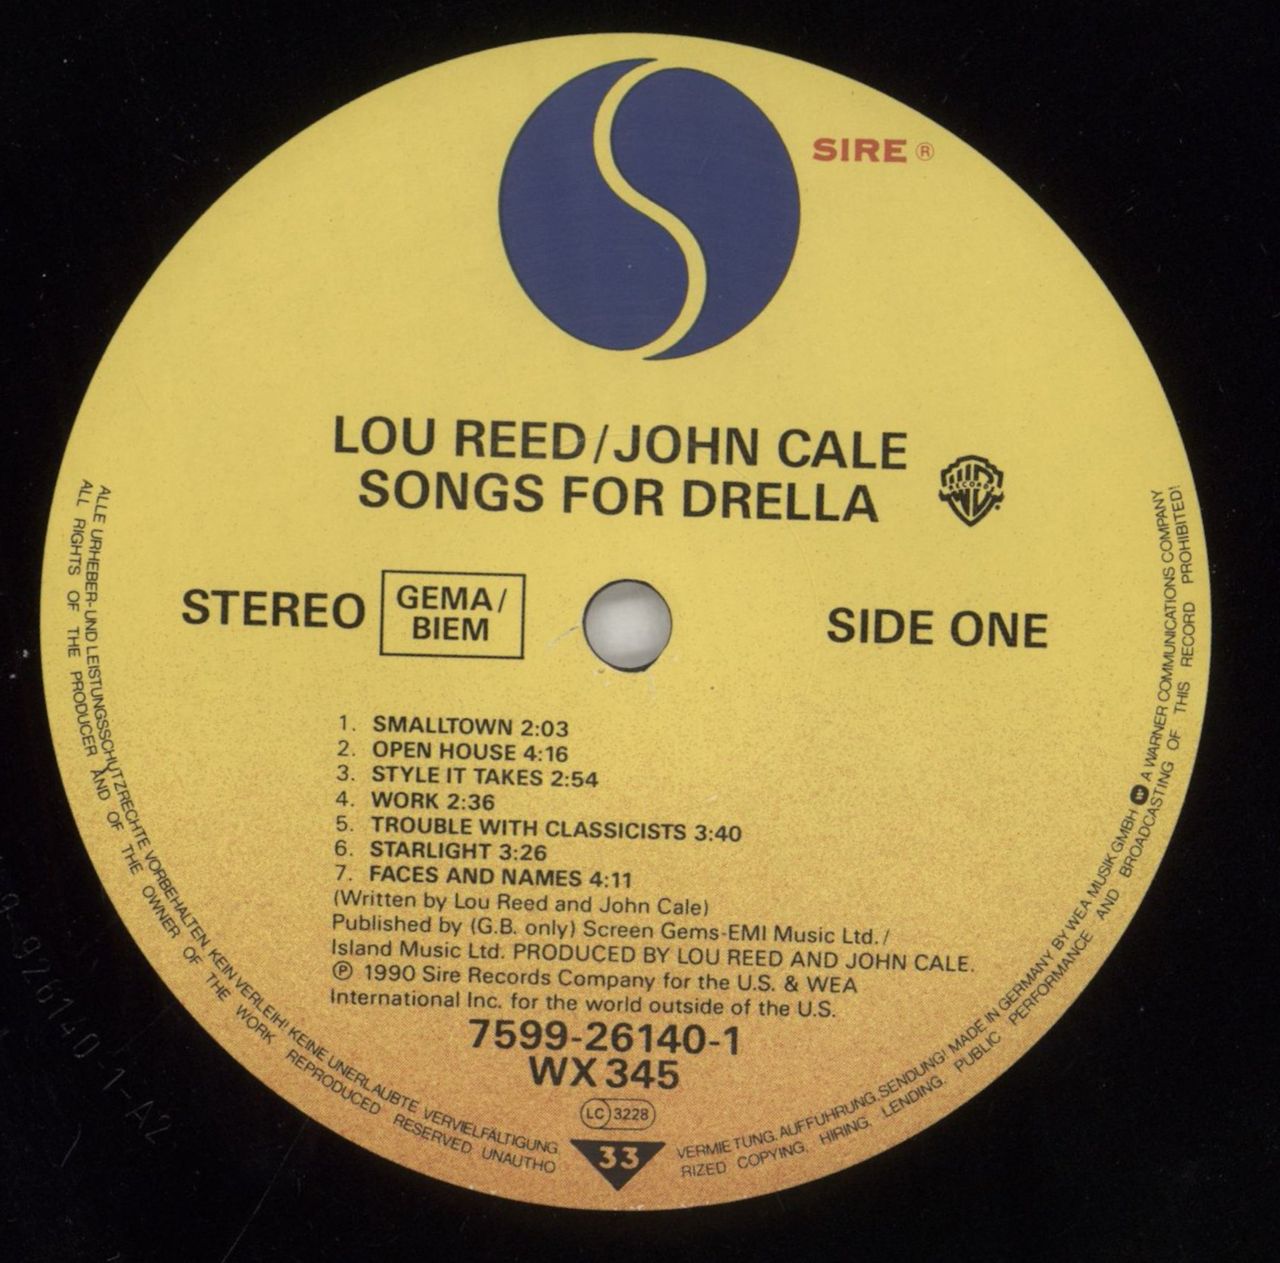 SIRE ®
LOU REED/JOHN CALE
SONGS FOR DRELLA
WB RECORDS
STEREO
GEMA/
BIEM
SIDE ONE
1. SMALLTOWN 2:03
2. OPEN HOUSE 4:16
3. STYLE IT TAKES 2:54
4. WORK 2:36
5. TROUBLE WITH CLASSICISTS 3:40
6. STARLIGHT 3:26
7. FACES AND NAMES 4:11
(Written by Lou Reed and John Cale)
Published by (G.B. only) Screen Gems-EMI Music Ltd./
Island Music Ltd. PRODUCED BY LOU REED AND JOHN CALE.
℗ 1990 Sire Records Company for the U.S. & WEA
International Inc. for the world outside of the U.S.
7599-26140-1
WX 345
LC 3228
33
ALLE URHEBER- UND LEISTUNGSSCHUTZRECHTE VORBEHALTEN. KEIN VERLEIH! KEINE UNERLAUBTE VERVIELFÄLTIGUNG, VERMIETUNG, AUFFÜHRUNG, SENDUNG! MADE IN GERMANY BY WEA MUSIK GMBH A WARNER COMMUNICATIONS COMPANY
ALL RIGHTS OF THE PRODUCER AND OF THE OWNER OF THE WORK REPRODUCED RESERVED UNAUTHORIZED COPYING, HIRING, LENDING, PUBLIC PERFORMANCE AND BROADCASTING OF THIS RECORD PROHIBITED!
9-26140-1-A2